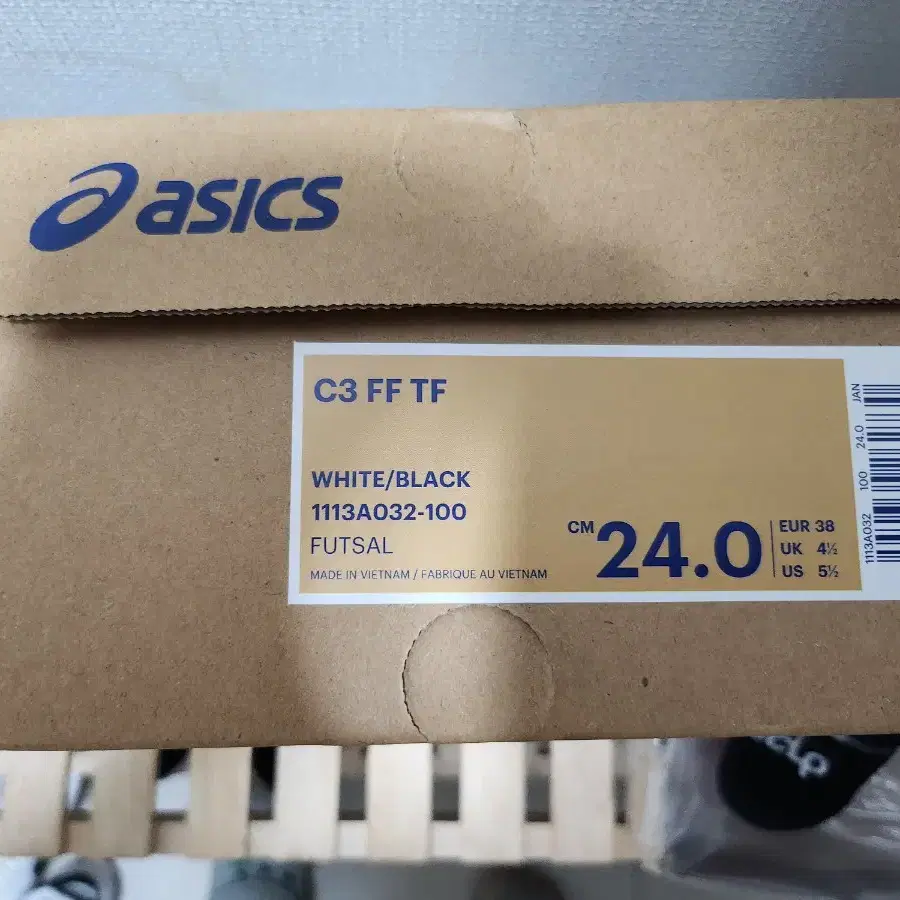 asics
C3 FF TF
WHITE/BLACK
1113A032-100
FUTSAL
MADE IN VIETNAM / FABRIQUE AU VIETNAM
CM 24.0
EUR 38
UK 4½
US 5½
1113A032 100 24.0 JAN